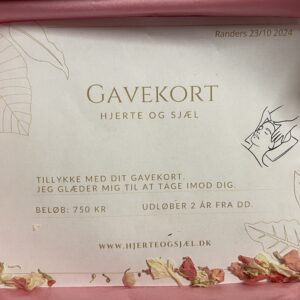 Randers 23/10 2024
GAVEKORT
HJERTE OG SJÆL
TILLYKKE MED DIT GAVEKORT.
JEG GLÆDER MIG TIL AT TAGE IMOD DIG.
BELØB: 750 KR UDLØBER 2 ÅR FRA DD.
WWW.HJERTEOGSJÆL.DK